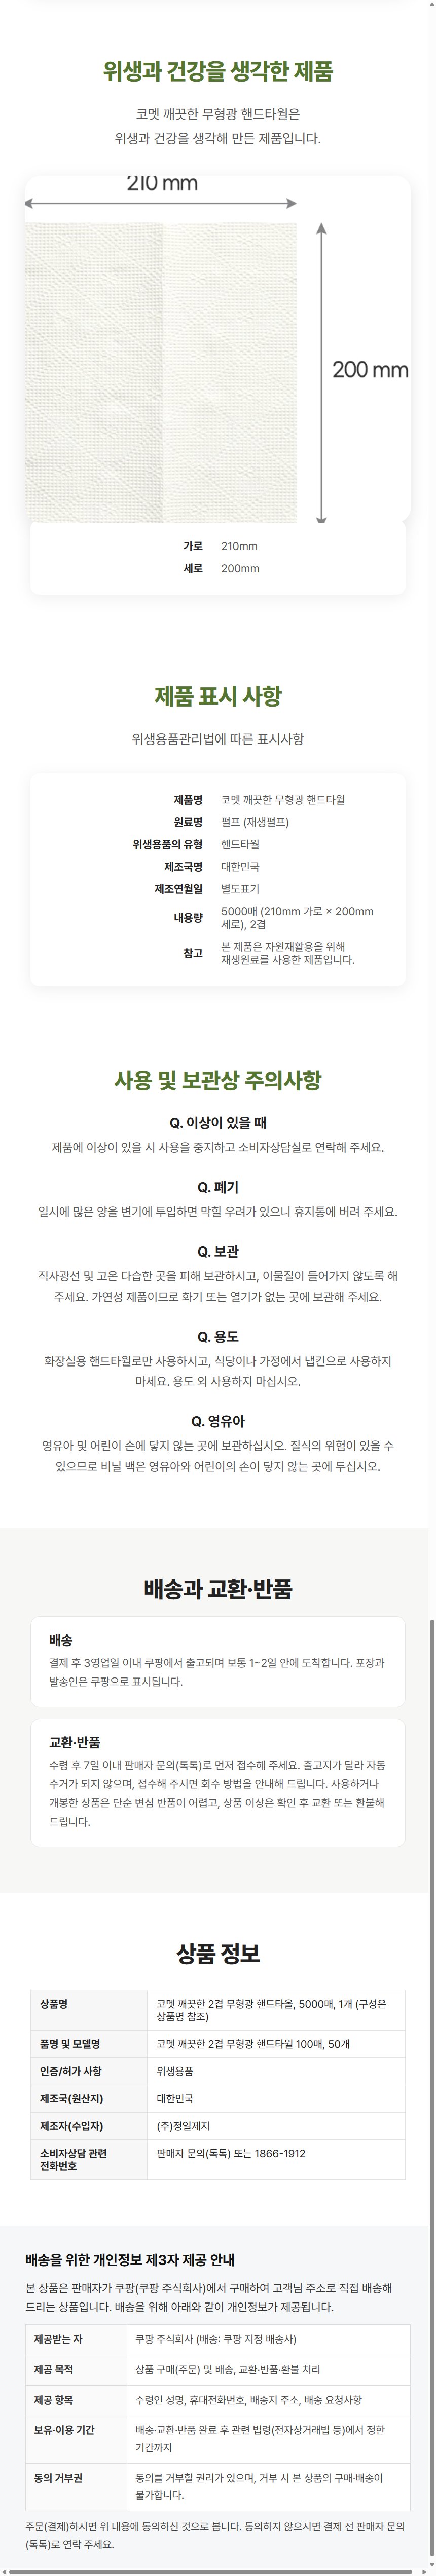 위생과 건강을 생각한 제품
코멧 깨끗한 무형광 핸드타월은
위생과 건강을 생각해 만든 제품입니다.
210 mm
200 mm
가로 210mm
세로 200mm
제품 표시 사항
위생용품관리법에 따른 표시사항
제품명 코멧 깨끗한 무형광 핸드타월
원료명 펄프 (재생펄프)
위생용품의 유형 핸드타월
제조국명 대한민국
제조연월일 별도표기
내용량 5000매 (210mm 가로 × 200mm
세로), 2겹
참고 본 제품은 자원재활용을 위해
재생원료를 사용한 제품입니다.
사용 및 보관상 주의사항
Q. 이상이 있을 때
제품에 이상이 있을 시 사용을 중지하고 소비자상담실로 연락해 주세요.
Q. 폐기
일시에 많은 양을 변기에 투입하면 막힐 우려가 있으니 휴지통에 버려 주세요.
Q. 보관
직사광선 및 고온 다습한 곳을 피해 보관하시고, 이물질이 들어가지 않도록 해
주세요. 가연성 제품이므로 화기 또는 열기가 없는 곳에 보관해 주세요.
Q. 용도
화장실용 핸드타월로만 사용하시고, 식당이나 가정에서 냅킨으로 사용하지
마세요. 용도 외 사용하지 마십시오.
Q. 영유아
영유아 및 어린이 손에 닿지 않는 곳에 보관하십시오. 질식의 위험이 있을 수
있으므로 비닐 백은 영유아와 어린이의 손이 닿지 않는 곳에 두십시오.
배송과 교환·반품
배송
결제 후 3영업일 이내 쿠팡에서 출고되며 보통 1~2일 안에 도착합니다. 포장과
발송인은 쿠팡으로 표시됩니다.
교환·반품
수령 후 7일 이내 판매자 문의(톡톡)로 먼저 접수해 주세요. 출고지가 달라 자동
수거가 되지 않으며, 접수해 주시면 회수 방법을 안내해 드립니다. 사용하거나
개봉한 상품은 단순 변심 반품이 어렵고, 상품 이상은 확인 후 교환 또는 환불해
드립니다.
상품 정보
상품명 코멧 깨끗한 2겹 무형광 핸드타올, 5000매, 1개 (구성은
상품명 참조)
품명 및 모델명 코멧 깨끗한 2겹 무형광 핸드타월 100매, 50개
인증/허가 사항 위생용품
제조국(원산지) 대한민국
제조자(수입자) (주)정일제지
소비자상담 관련 판매자 문의(톡톡) 또는 1866-1912
전화번호
배송을 위한 개인정보 제3자 제공 안내
본 상품은 판매자가 쿠팡(쿠팡 주식회사)에서 구매하여 고객님 주소로 직접 배송해
드리는 상품입니다. 배송을 위해 아래와 같이 개인정보가 제공됩니다.
제공받는 자 쿠팡 주식회사 (배송: 쿠팡 지정 배송사)
제공 목적 상품 구매(주문) 및 배송, 교환·반품·환불 처리
제공 항목 수령인 성명, 휴대전화번호, 배송지 주소, 배송 요청사항
보유·이용 기간 배송·교환·반품 완료 후 관련 법령(전자상거래법 등)에서 정한
기간까지
동의 거부권 동의를 거부할 권리가 있으며, 거부 시 본 상품의 구매·배송이
불가합니다.
주문(결제)하시면 위 내용에 동의하신 것으로 봅니다. 동의하지 않으시면 결제 전 판매자 문의
(톡톡)로 연락 주세요.